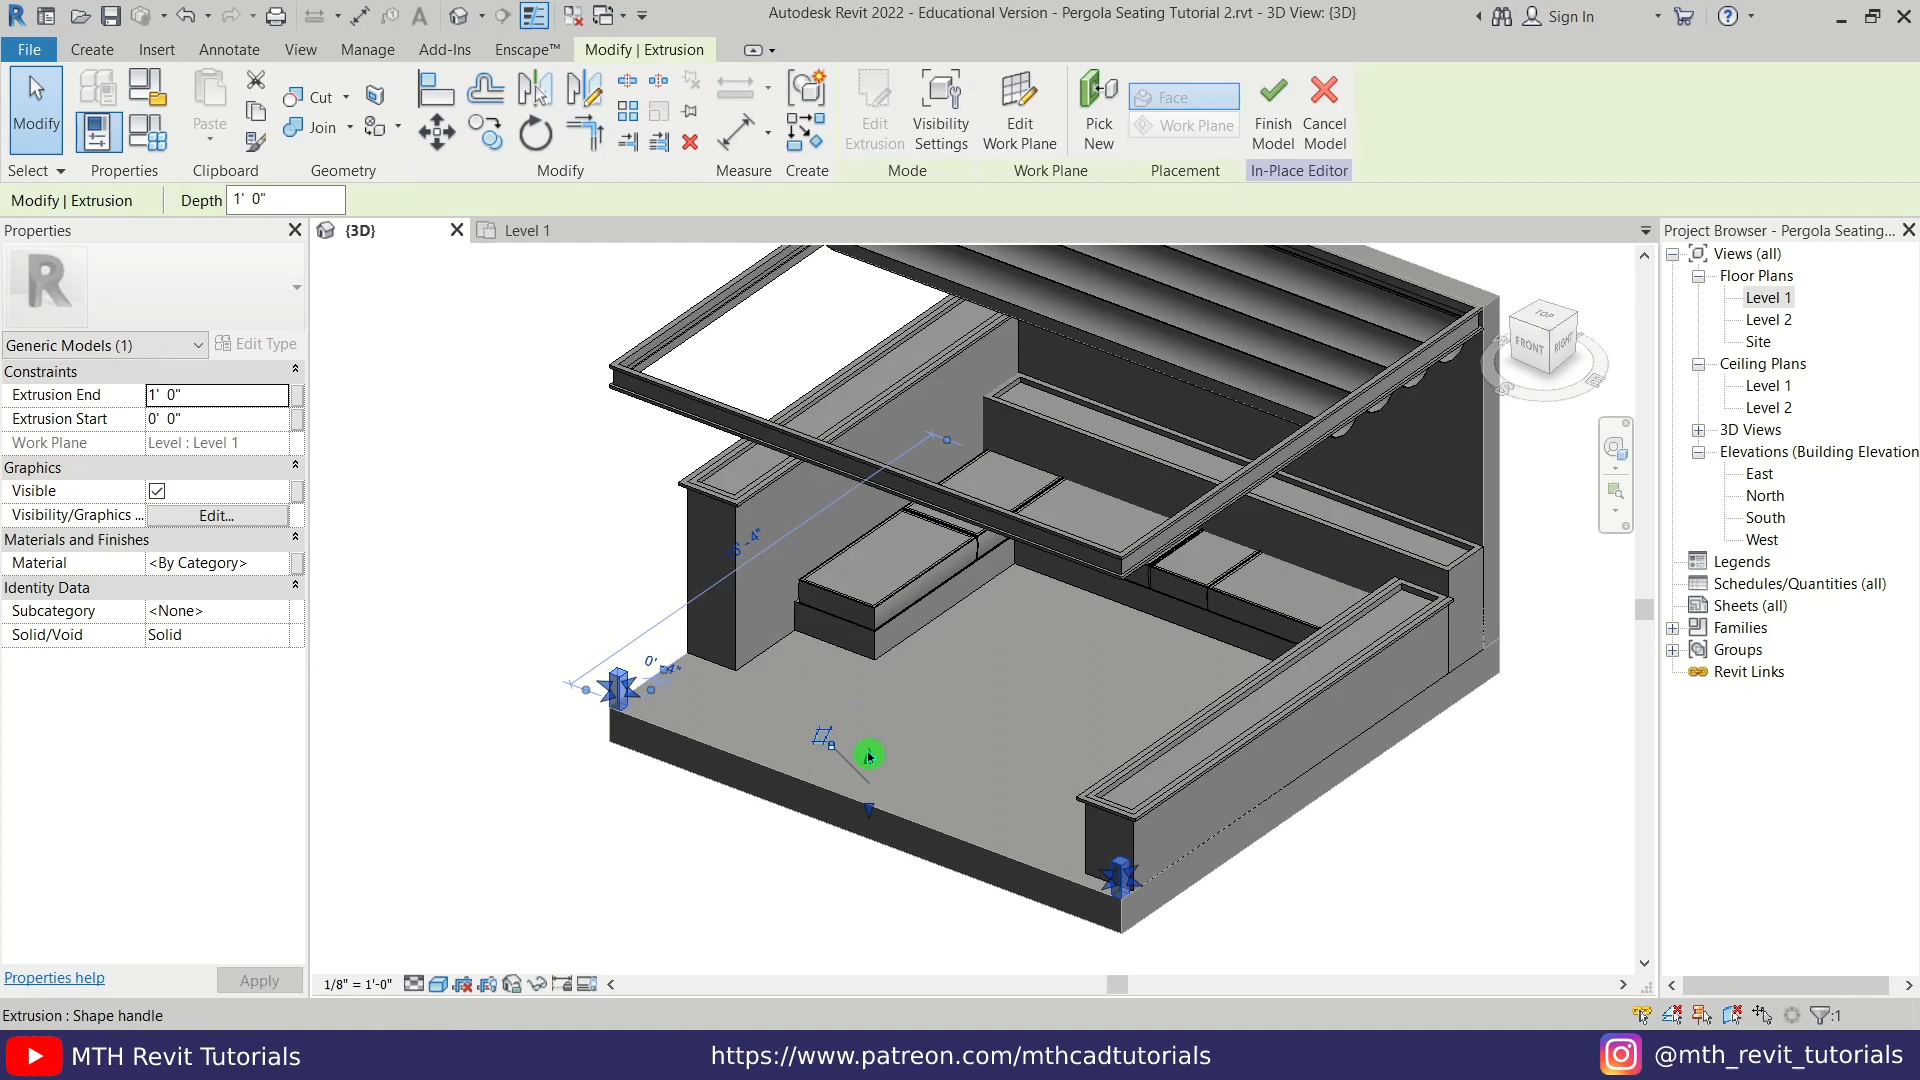 Autodesk Revit 2022 - Educational Version - Pergola Seating Tutorial 2.rvt - 3D View: {3D}
Sign In
File
Create
Insert
Annotate
View
Manage
Add-Ins
Enscape™
Modify | Extrusion
Modify
Paste
Cut
Join
Edit
Extrusion
Visibility
Settings
Edit
Work Plane
Pick
New
Face
Work Plane
Finish
Model
Cancel
Model
Select
Properties
Clipboard
Geometry
Modify
Measure
Create
Mode
Work Plane
Placement
In-Place Editor
Modify | Extrusion
Depth
1'  0"
Properties
{3D}
Level 1
Project Browser - Pergola Seating...
R
Generic Models (1)
Edit Type
Constraints
Extrusion End
1'  0"
Extrusion Start
0'  0"
Work Plane
Level : Level 1
Graphics
Visible
Visibility/Graphics ...
Edit...
Materials and Finishes
Material
<By Category>
Identity Data
Subcategory
<None>
Solid/Void
Solid
Properties help
Apply
0' -4"
TOP
FRONT
RIGHT
Views (all)
Floor Plans
Level 1
Level 2
Site
Ceiling Plans
Level 1
Level 2
3D Views
Elevations (Building Elevation
East
North
South
West
Legends
Schedules/Quantities (all)
Sheets (all)
Families
Groups
Revit Links
1/8" = 1'-0"
Extrusion : Shape handle
:1
MTH Revit Tutorials
https://www.patreon.com/mthcadtutorials
@mth_revit_tutorials